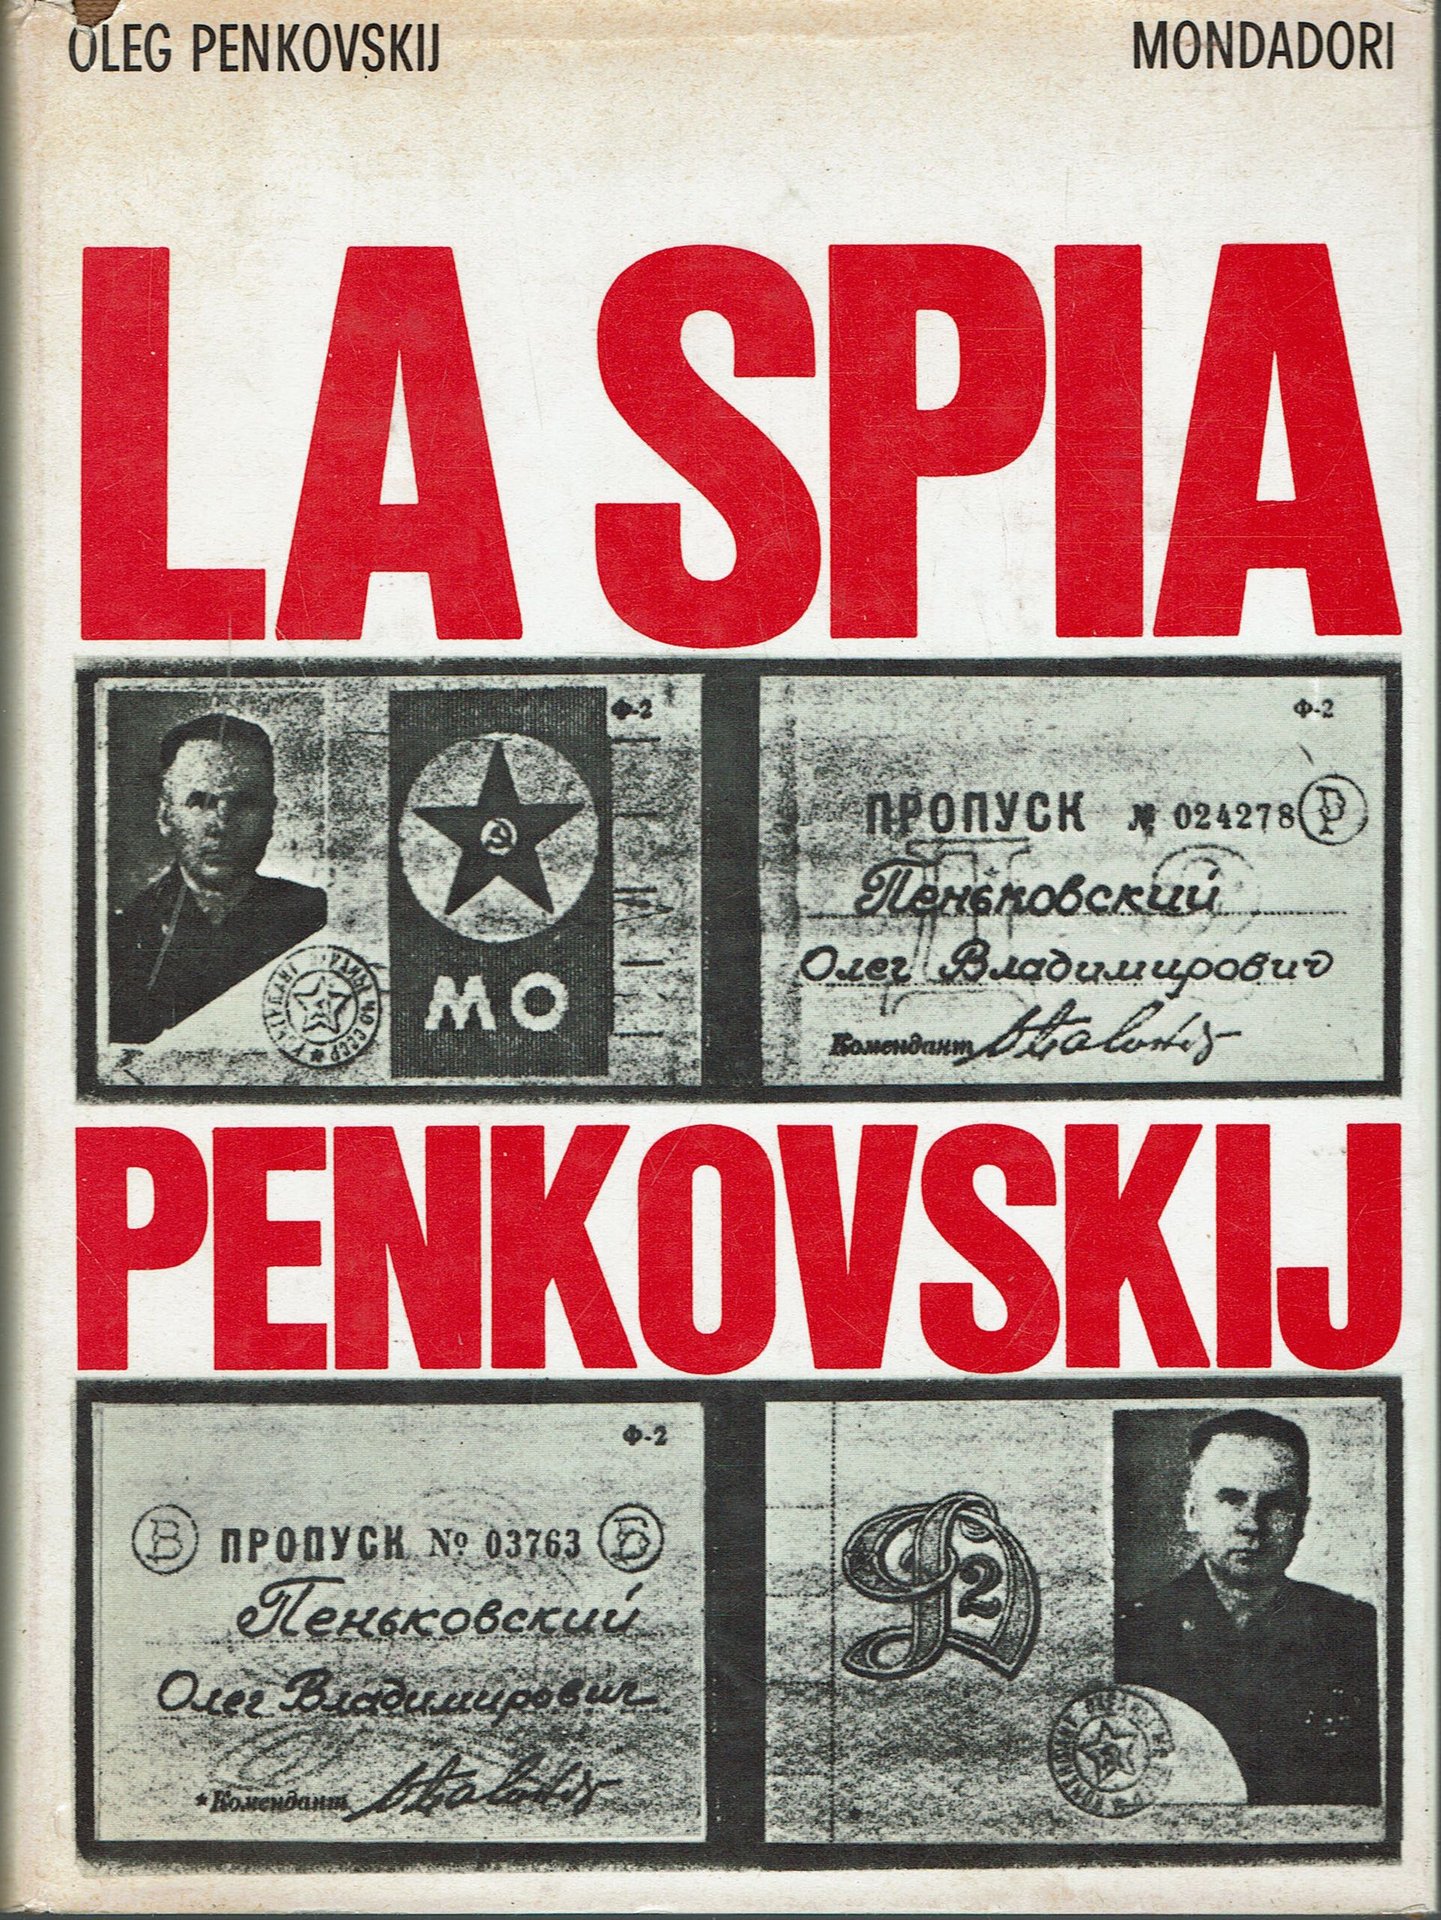 OLEG PENKOVSKIJ
MONDADORI
LA SPIA
Ф-2
МО
Ф-2
ПРОПУСК № 024278 Р
Пеньковский
Олег Владимирович
Комендант
PENKOVSKIJ
Ф-2
В ПРОПУСК № 03763 Б
Пеньковский
Олег Владимирович
*Комендант
Д2